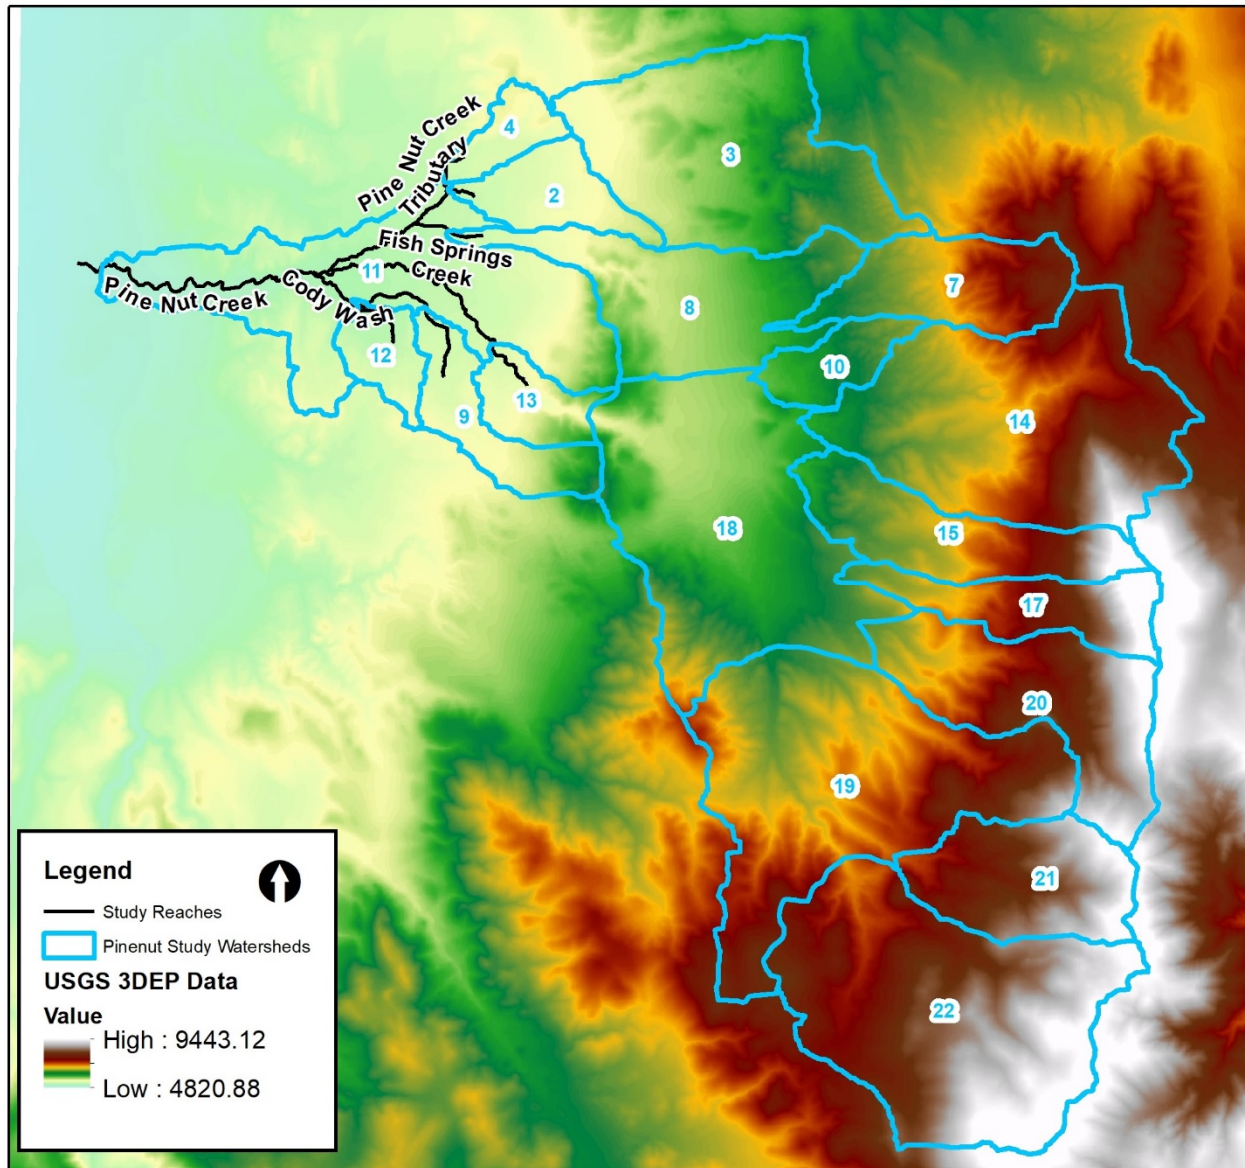 Pine Nut Creek
Tributary
4
3
2
Fish Springs
Creek
11
Cody Wash
Pine Nut Creek
7
8
12
10
9
13
14
18
15
17
20
19
21
22
Legend
Study Reaches
Pinenut Study Watersheds
USGS 3DEP Data
Value
High : 9443.12
Low : 4820.88